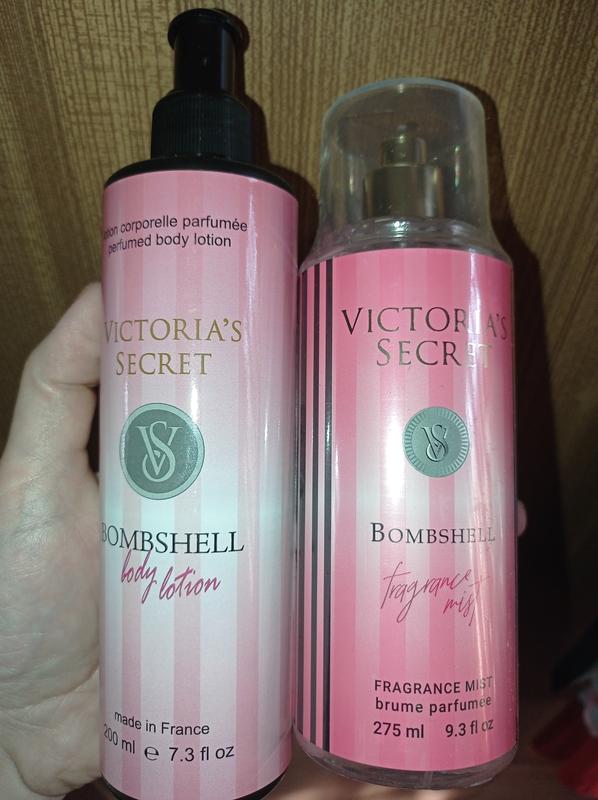 lotion corporelle parfumée
perfumed body lotion
VICTORIA'S
SECRET
VS
BOMBSHELL
body lotion
made in France
200 ml e 7.3 fl oz
VICTORIA'S
SECRET
VS
BOMBSHELL
fragrance
mist
FRAGRANCE MIST
brume parfumée
275 ml 9.3 fl oz